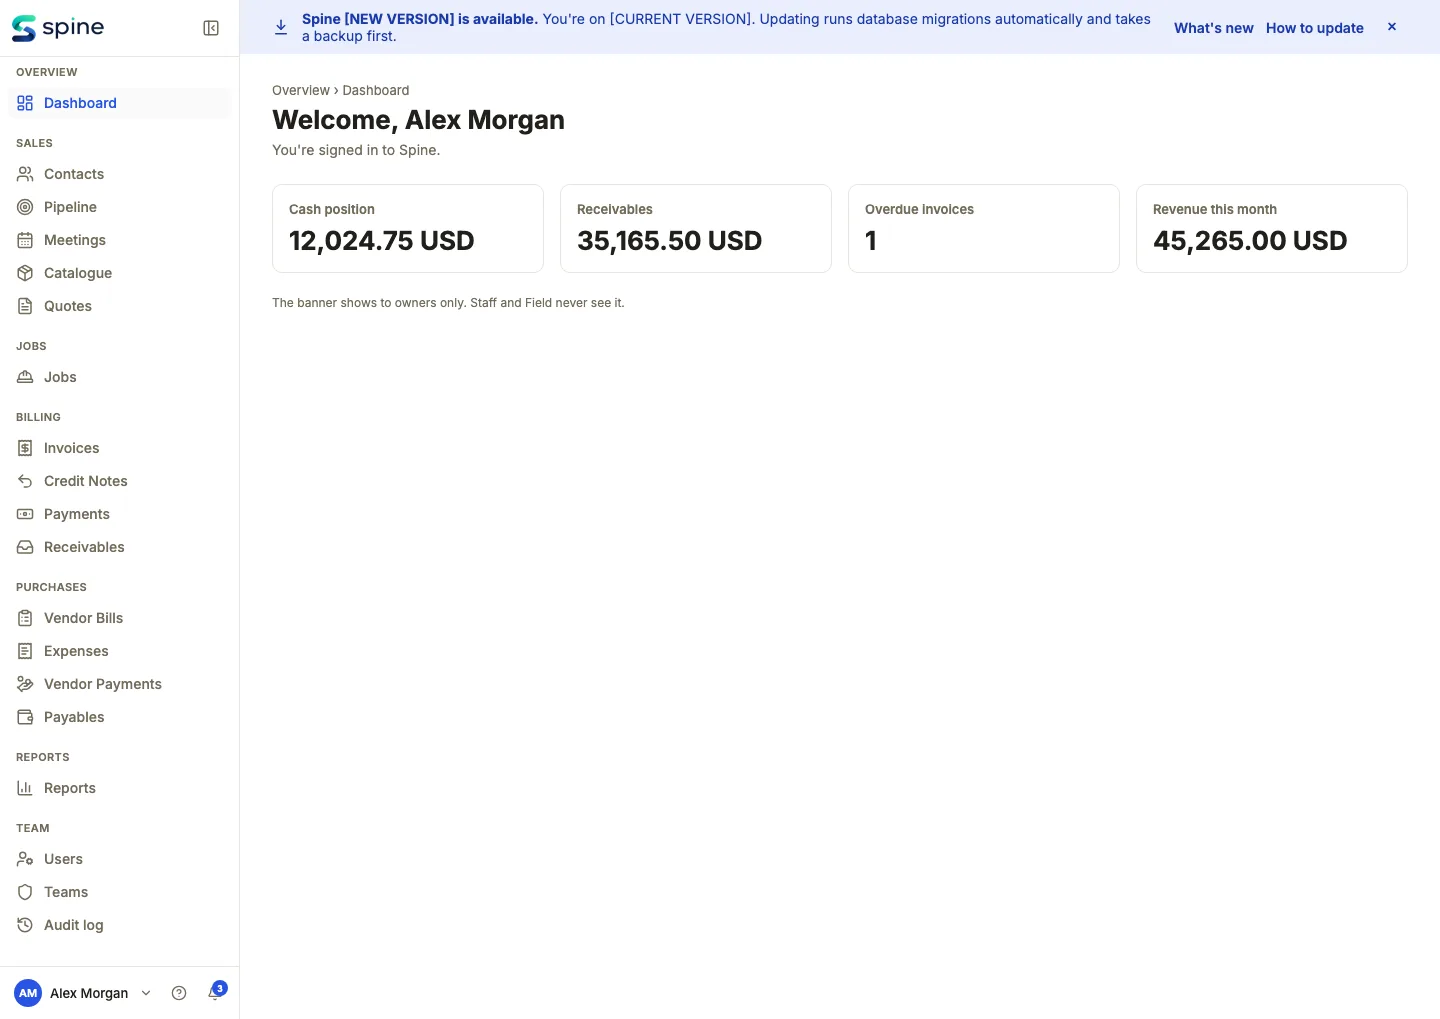 spine
Spine [NEW VERSION] is available. You're on [CURRENT VERSION]. Updating runs database migrations automatically and takes
a backup first.
What's new
How to update
OVERVIEW
Dashboard
SALES
Contacts
Pipeline
Meetings
Catalogue
Quotes
JOBS
Jobs
BILLING
Invoices
Credit Notes
Payments
Receivables
PURCHASES
Vendor Bills
Expenses
Vendor Payments
Payables
REPORTS
Reports
TEAM
Users
Teams
Audit log
AM
Alex Morgan
3
Overview › Dashboard
Welcome, Alex Morgan
You're signed in to Spine.
Cash position
12,024.75 USD
Receivables
35,165.50 USD
Overdue invoices
1
Revenue this month
45,265.00 USD
The banner shows to owners only. Staff and Field never see it.